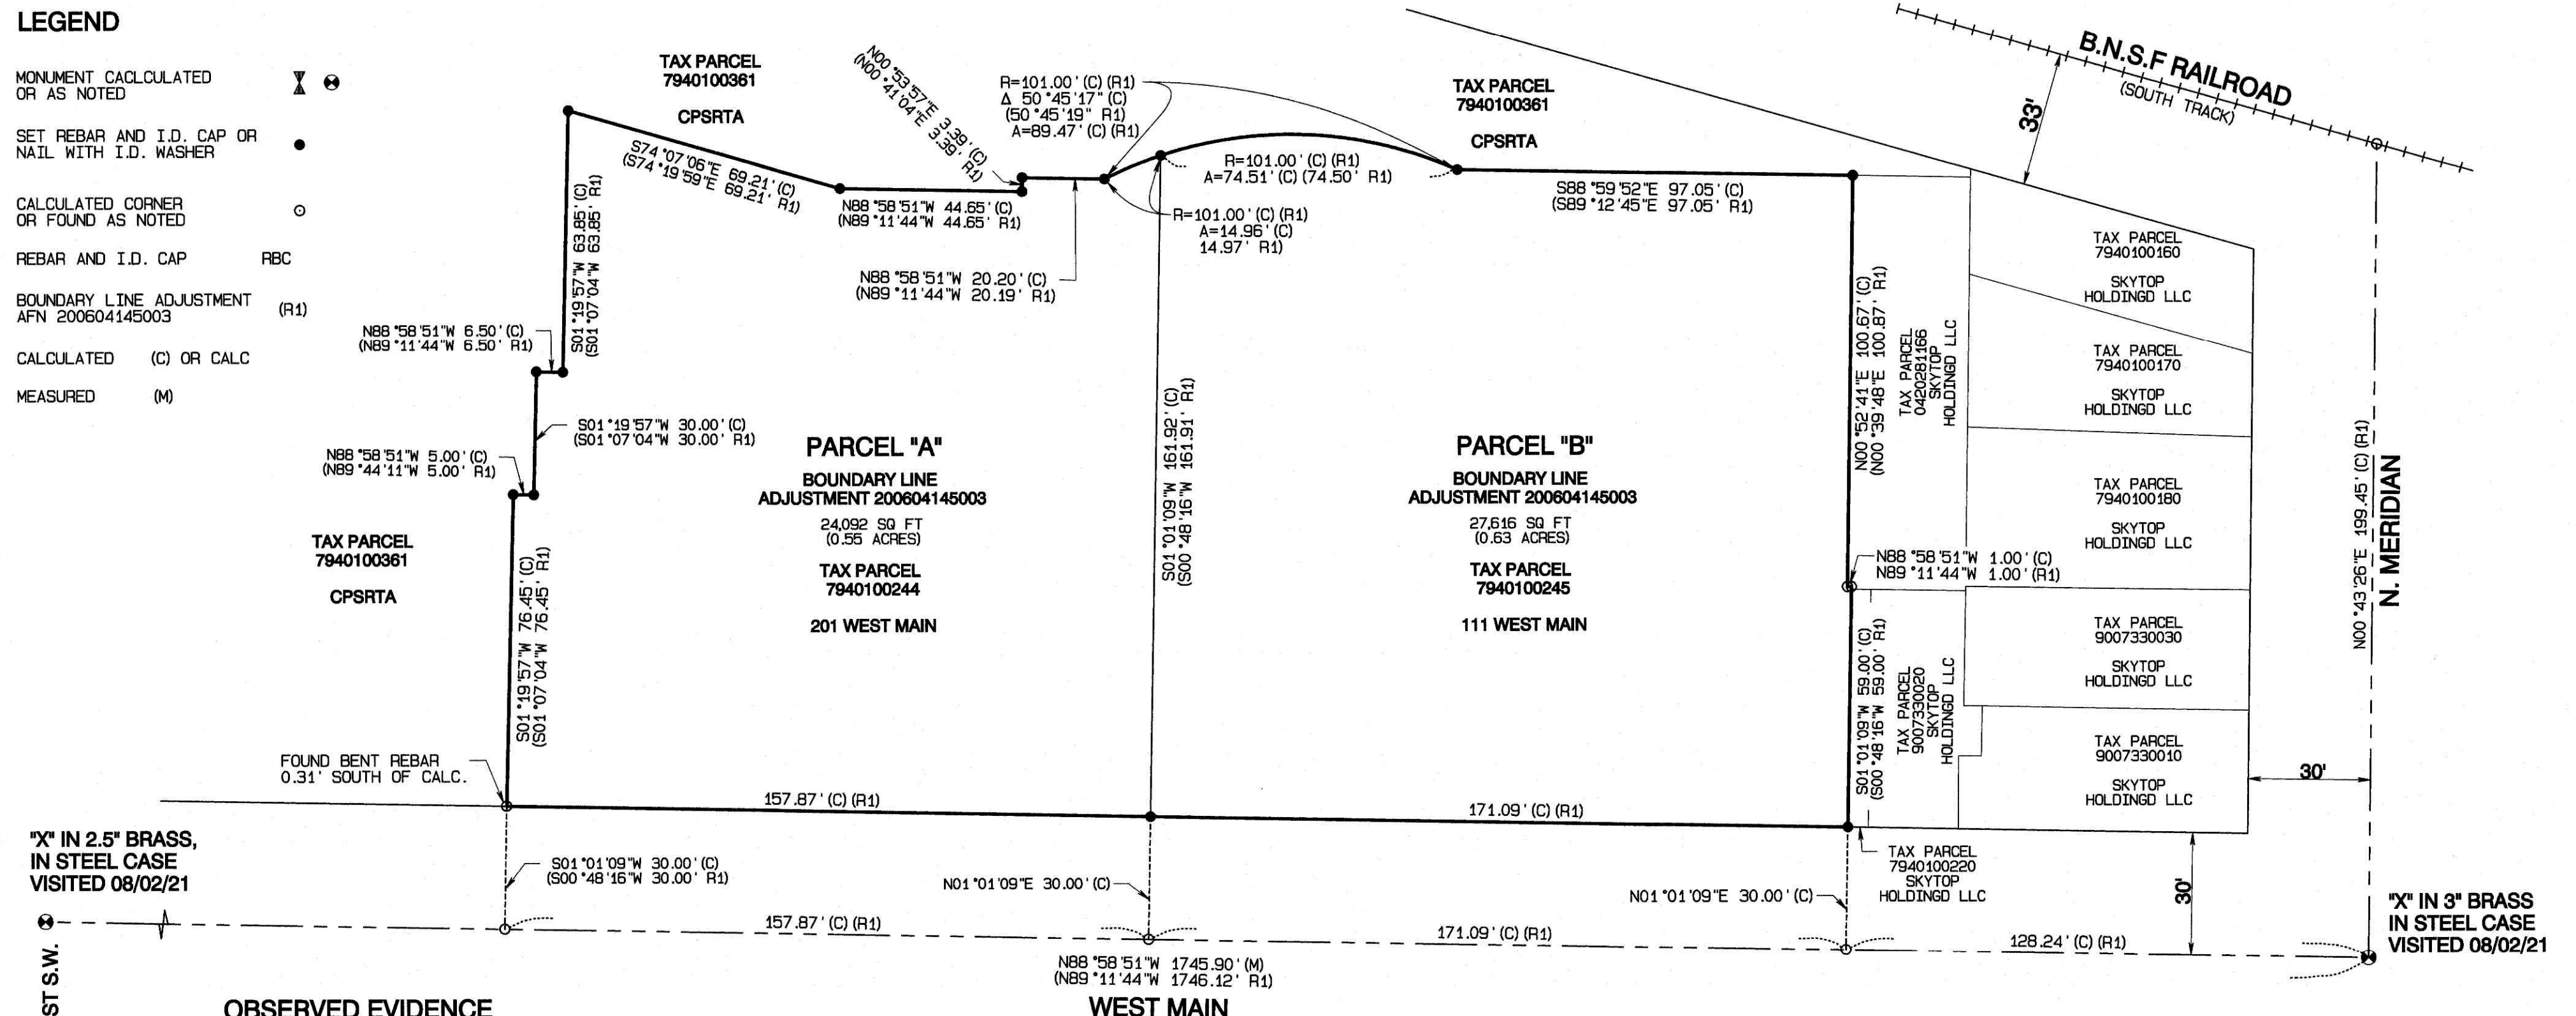 LEGEND
MONUMENT CACLCULATED
OR AS NOTED
SET REBAR AND I.D. CAP OR
NAIL WITH I.D. WASHER
CALCULATED CORNER
OR FOUND AS NOTED
REBAR AND I.D. CAP RBC
BOUNDARY LINE ADJUSTMENT
AFN 200604145003 (R1)
CALCULATED (C) OR CALC
MEASURED (M)
TAX PARCEL
7940100361
CPSRTA
S74°07'06"E 69.21'(C)
(S74°19'59"E 69.21' R1)
N00°53'57"E 3.39'(C)
(N00°41'04"E 3.39' R1)
R=101.00'(C)(R1)
Δ 50°45'17"(C)
(50°45'19" R1)
A=89.47'(C)(R1)
TAX PARCEL
7940100361
CPSRTA
B.N.S.F RAILROAD
(SOUTH TRACK)
33'
R=101.00'(C)(R1)
A=74.51'(C)(74.50' R1)
R=101.00'(C)(R1)
A=14.96'(C)
14.97' R1)
S88°59'52"E 97.05'(C)
(S89°12'45"E 97.05' R1)
N88°58'51"W 44.65'(C)
(N89°11'44"W 44.65' R1)
N88°58'51"W 20.20'(C)
(N89°11'44"W 20.19' R1)
S01°19'57"W 63.85'(C)
(S01°07'04"W 63.85' R1)
N88°58'51"W 6.50'(C)
(N89°11'44"W 6.50' R1)
S01°19'57"W 30.00'(C)
(S01°07'04"W 30.00' R1)
N88°58'51"W 5.00'(C)
(N89°44'11"W 5.00' R1)
TAX PARCEL
7940100361
CPSRTA
S01°19'57"W 76.45'(C)
(S01°07'04"W 76.45' R1)
PARCEL "A"
BOUNDARY LINE
ADJUSTMENT 200604145003
24,092 SQ FT
(0.55 ACRES)
TAX PARCEL
7940100244
201 WEST MAIN
S01°01'09"W 161.92'(C)
(S00°48'16"W 161.91' R1)
PARCEL "B"
BOUNDARY LINE
ADJUSTMENT 200604145003
27,616 SQ FT
(0.63 ACRES)
TAX PARCEL
7940100245
111 WEST MAIN
N00°52'41"E 100.67'(C)
(N00°39'48"E 100.87' R1)
TAX PARCEL
0420281166
SKYTOP
HOLDINGD LLC
N88°58'51"W 1.00'(C)
N89°11'44"W 1.00'(R1)
S01°01'09"W 59.00'(C)
(S00°48'16"W 59.00' R1)
TAX PARCEL
9007330020
SKYTOP
HOLDINGD LLC
TAX PARCEL
7940100160
SKYTOP
HOLDINGD LLC
TAX PARCEL
7940100170
SKYTOP
HOLDINGD LLC
TAX PARCEL
7940100180
SKYTOP
HOLDINGD LLC
TAX PARCEL
9007330030
SKYTOP
HOLDINGD LLC
TAX PARCEL
9007330010
SKYTOP
HOLDINGD LLC
N00°43'26"E 199.45'(C)(R1)
N. MERIDIAN
30'
FOUND BENT REBAR
0.31' SOUTH OF CALC.
157.87'(C)(R1)
171.09'(C)(R1)
"X" IN 2.5" BRASS,
IN STEEL CASE
VISITED 08/02/21
S01°01'09"W 30.00'(C)
(S00°48'16"W 30.00' R1)
N01°01'09"E 30.00'(C)
N01°01'09"E 30.00'(C)
TAX PARCEL
7940100220
SKYTOP
HOLDINGD LLC
30'
"X" IN 3" BRASS
IN STEEL CASE
VISITED 08/02/21
157.87'(C)(R1)
171.09'(C)(R1)
128.24'(C)(R1)
N88°58'51"W 1745.90'(M)
(N89°11'44"W 1746.12' R1)
WEST MAIN
ST S.W.
OBSERVED EVIDENCE